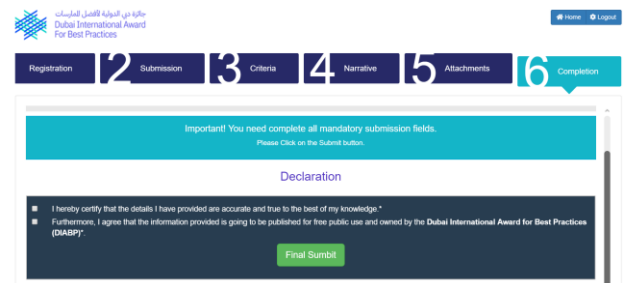 جائزة دبي الدولية لأفضل الممارسات
Dubai International Award
For Best Practices
Home Logout
Registration 2 Submission 3 Criteria 4 Narrative 5 Attachments 6 Completion
Important! You need complete all mandatory submission fields.
Please Click on the Submit button.
Declaration
I hereby certify that the details I have provided are accurate and true to the best of my knowledge.*
Furthermore, I agree that the information provided is going to be published for free public use and owned by the Dubai International Award for Best Practices
(DIABP)*.
Final Sumbit